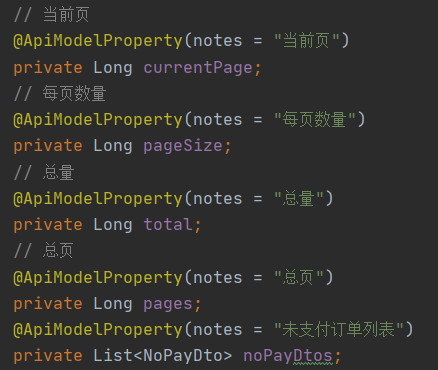 // 当前页
@ApiModelProperty(notes = "当前页")
private Long currentPage;
// 每页数量
@ApiModelProperty(notes = "每页数量")
private Long pageSize;
// 总量
@ApiModelProperty(notes = "总量")
private Long total;
// 总页
@ApiModelProperty(notes = "总页")
private Long pages;
@ApiModelProperty(notes = "未支付订单列表")
private List<NoPayDto> noPayDtos;